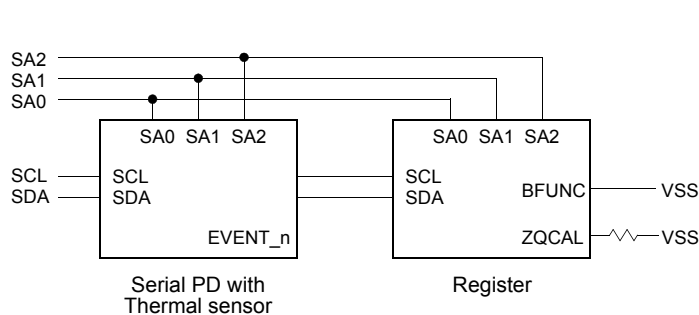 SA2
SA1
SA0
SA0 SA1 SA2
SA0 SA1 SA2
SCL
SDA
SCL
SDA
EVENT_n
SCL
SDA
BFUNC
VSS
ZQCAL
VSS
Serial PD with
Thermal sensor
Register